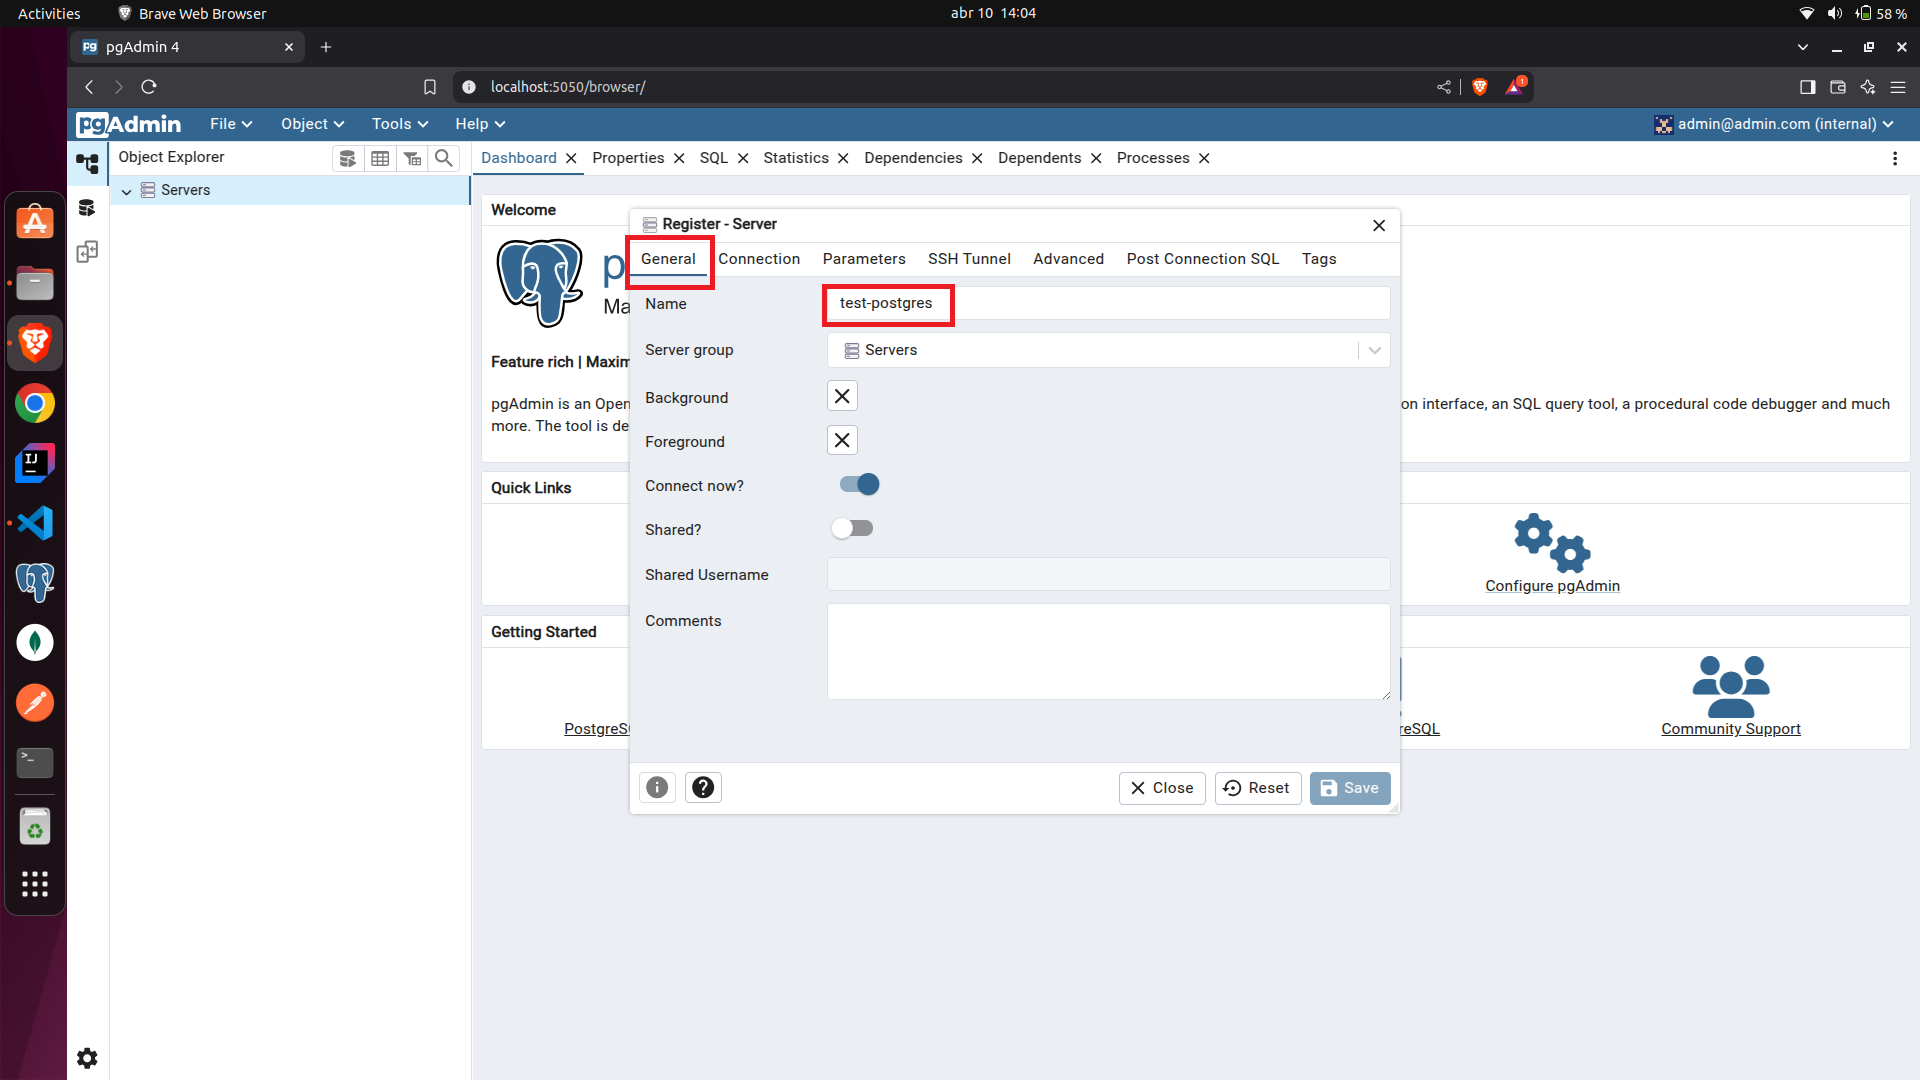 Activities Brave Web Browser abr 10 14:04 58 %
pgAdmin 4
localhost:5050/browser/ 1
pgAdmin File Object Tools Help admin@admin.com (internal)
Object Explorer
Servers
Dashboard Properties SQL Statistics Dependencies Dependents Processes
Welcome
Feature rich | Maxim
pgAdmin is an Open on interface, an SQL query tool, a procedural code debugger and much
more. The tool is de
Quick Links
Configure pgAdmin
Getting Started
PostgreS reSQL
Community Support
Register - Server
General Connection Parameters SSH Tunnel Advanced Post Connection SQL Tags
Name test-postgres
Server group Servers
Background
Foreground
Connect now?
Shared?
Shared Username
Comments
Close Reset Save